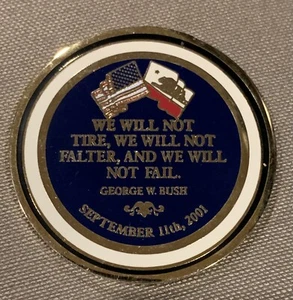 WE WILL NOT
TIRE, WE WILL NOT
FALTER, AND WE WILL
NOT FAIL.
GEORGE W. BUSH
SEPTEMBER 11th, 2001